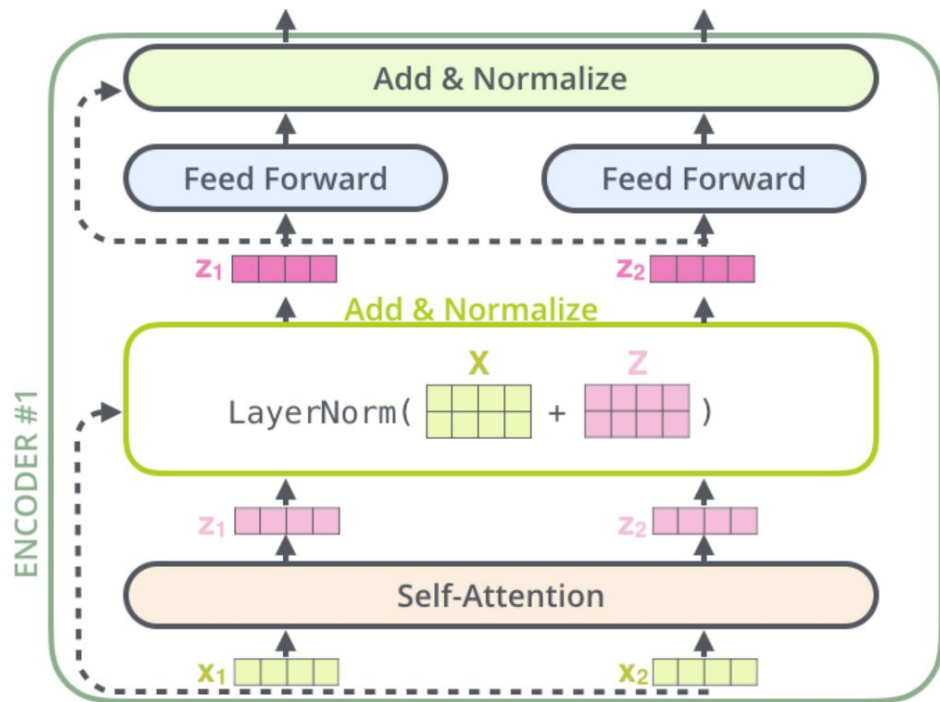 Add & Normalize
Feed Forward Feed Forward
z1 z2
Add & Normalize
X Z
LayerNorm( + )
z1 z2
Self-Attention
x1 x2
ENCODER #1